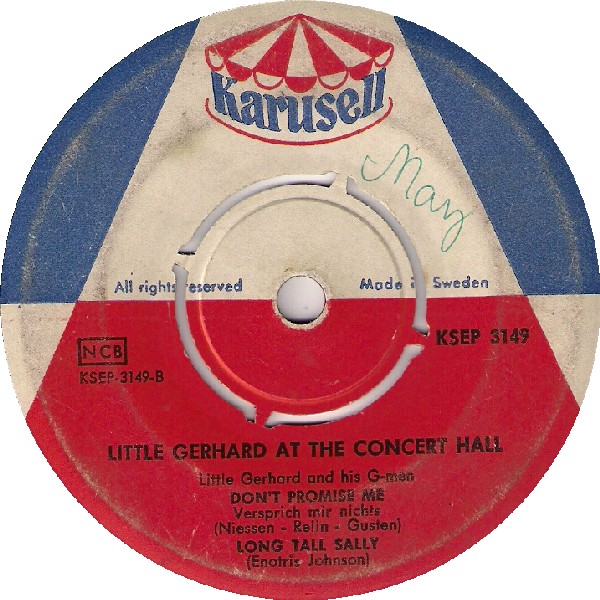 Karusell
May
All rights reserved
Made in Sweden
NCB
KSEP 3149
KSEP-3149-B
LITTLE GERHARD AT THE CONCERT HALL
Little Gerhard and his G-men
DON'T PROMISE ME
Versprich mir nichts
(Niessen - Relin - Gusten)
LONG TALL SALLY
(Enotris Johnson)